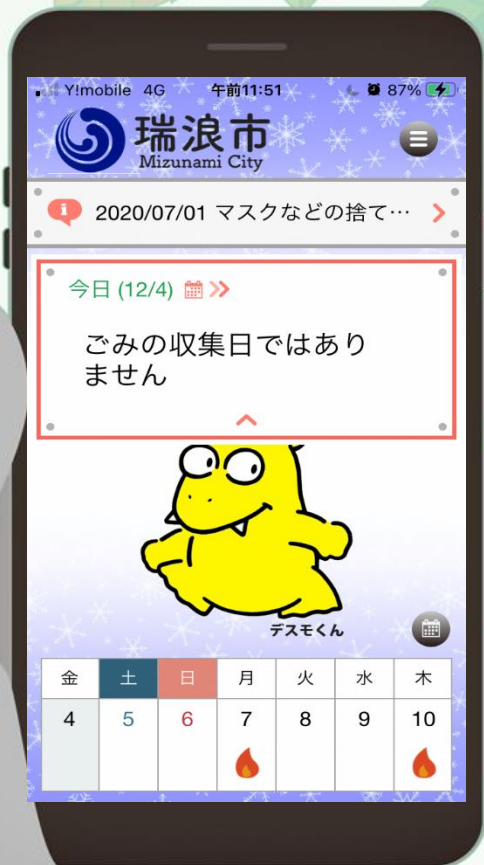 Y!mobile 4G 午前11:51 87%
瑞浪市
Mizunami City
2020/07/01 マスクなどの捨て…
今日 (12/4)
ごみの収集日ではあり
ません
デスモくん
金 土 日 月 火 水 木
4 5 6 7 8 9 10